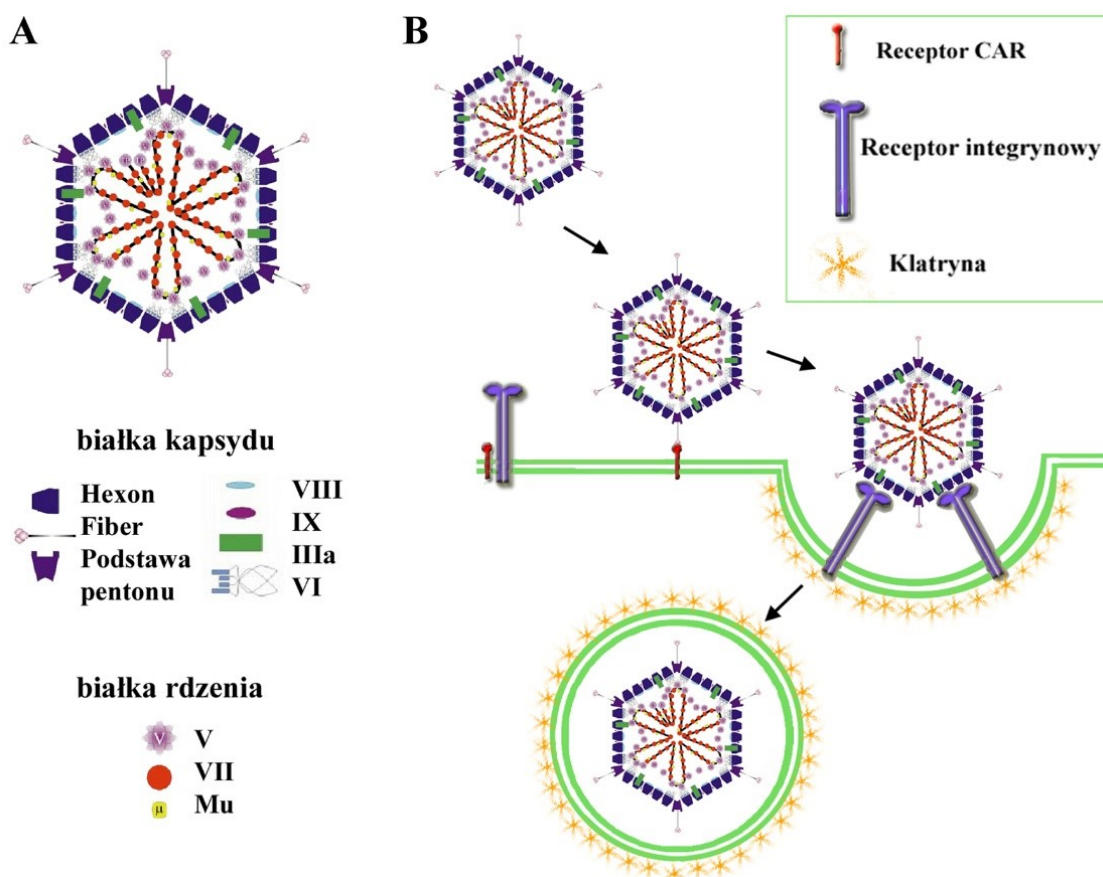 A
białka kapsydu
Hexon
Fiber
Podstawa
pentonu
VIII
IX
IIIa
VI
białka rdzenia
V
V
VII
μ
Mu
B
Receptor CAR
Receptor integrynowy
Klatryna